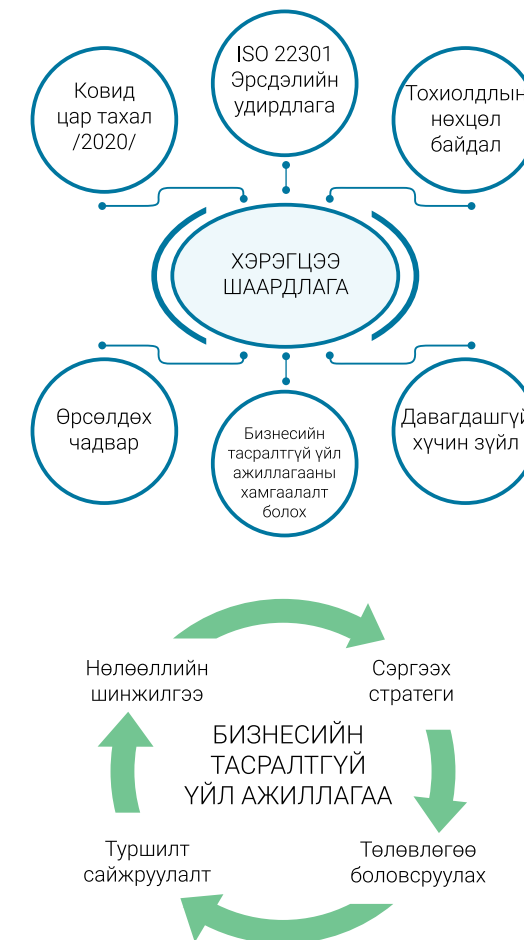 ISO 22301
Эрсдэлийн
удирдлага
Ковид
цар тахал
/2020/
Тохиолдлын
нөхцөл
байдал
ХЭРЭГЦЭЭ
ШААРДЛАГА
Өрсөлдөх
чадвар
Бизнесийн
тасралтгүй үйл
ажиллагааны
хамгаалалт
болох
Давагдашгүй
хүчин зүйл
Нөлөөллийн
шинжилгээ
Сэргээх
стратеги
БИЗНЕСИЙН
ТАСРАЛТГҮЙ
ҮЙЛ АЖИЛЛАГАА
Туршилт
сайжруулалт
Төлөвлөгөө
боловсруулах